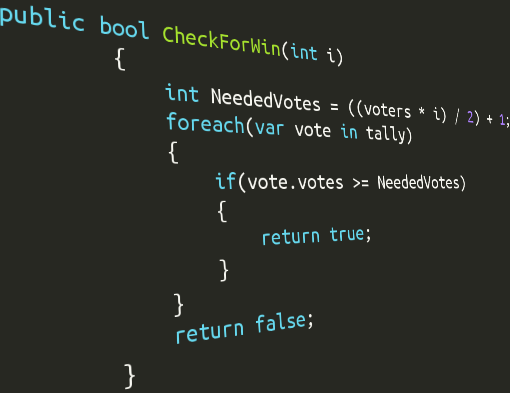 public bool CheckForWin(int i)
{
int NeededVotes = ((voters * i) / 2) + 1;
foreach(var vote in tally)
{
if(vote.votes >= NeededVotes)
{
return true;
}
}
return false;
}